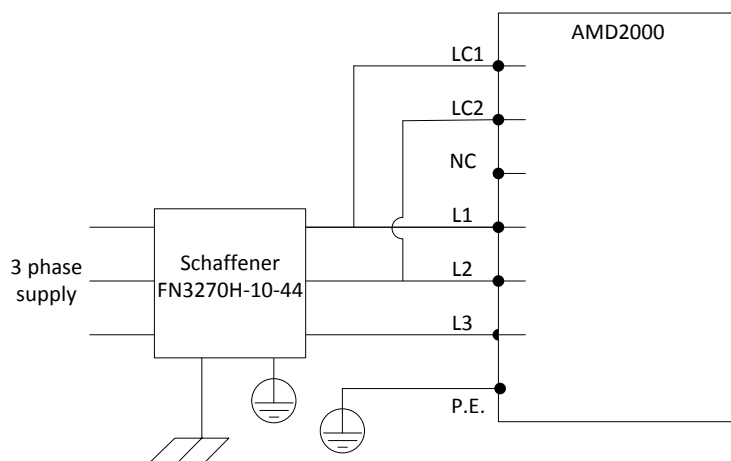 AMD2000
LC1
LC2
NC
L1
L2
L3
P.E.
3 phase
supply
Schaffener
FN3270H-10-44